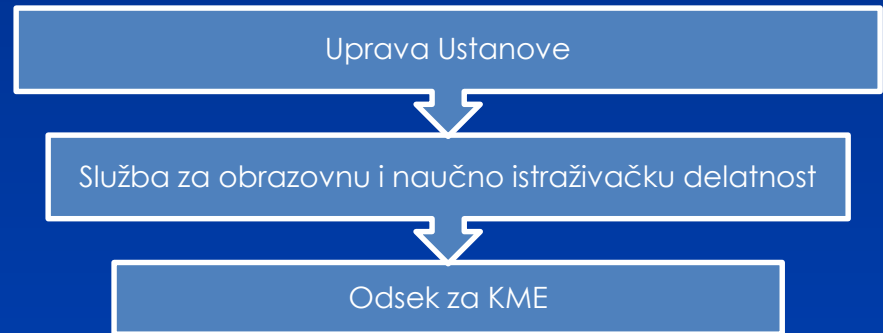 Uprava Ustanove
Služba za obrazovnu i naučno istraživačku delatnost
Odsek za KME